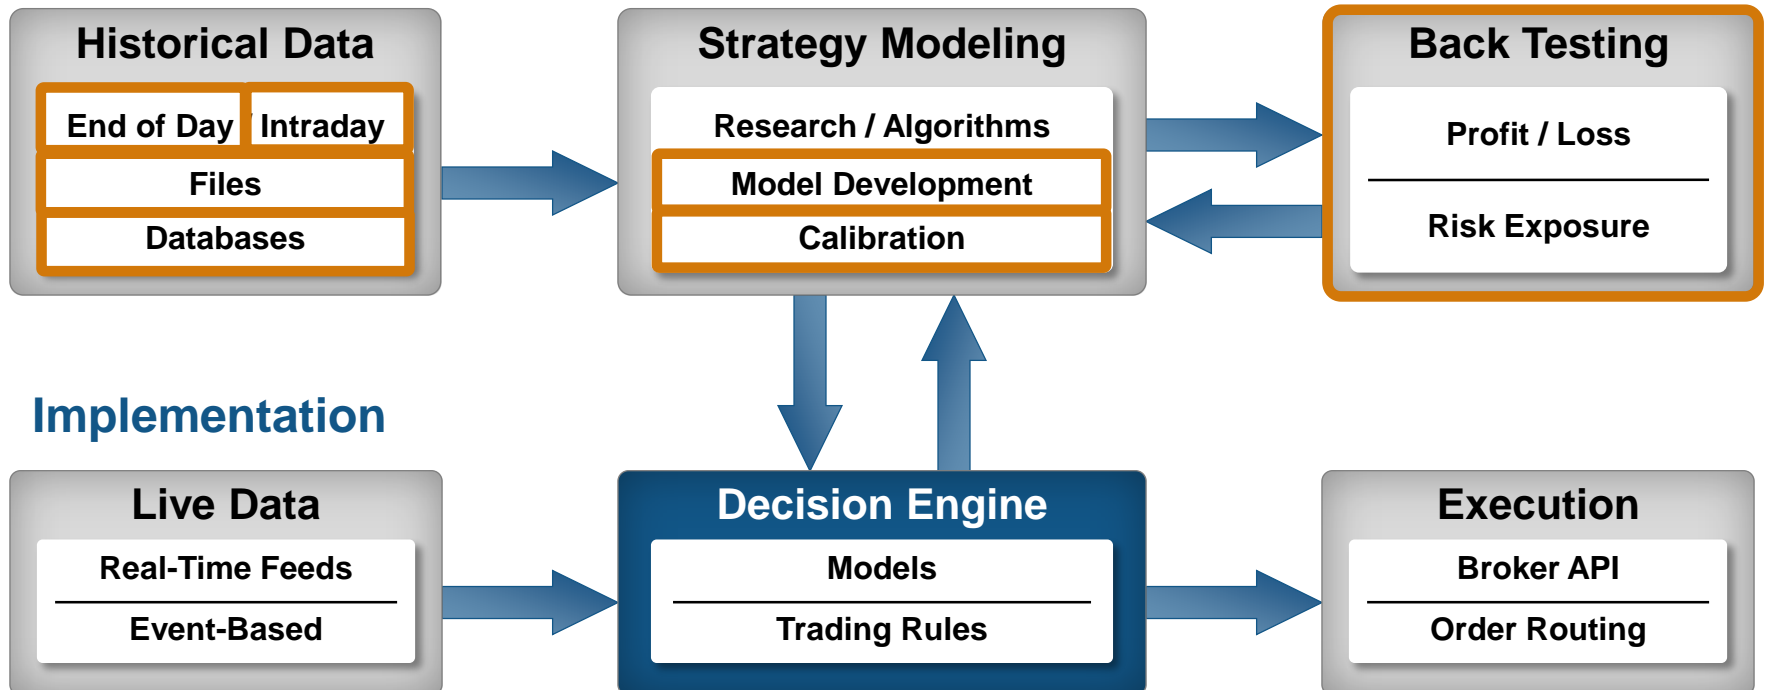 Historical Data
End of Day / Intraday
Files
Databases
Strategy Modeling
Research / Algorithms
Model Development
Calibration
Back Testing
Profit / Loss
Risk Exposure
Implementation
Live Data
Real-Time Feeds
Event-Based
Decision Engine
Models
Trading Rules
Execution
Broker API
Order Routing